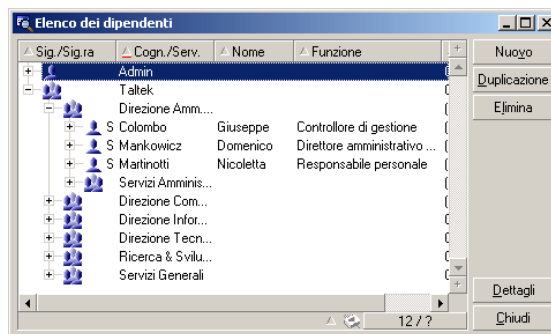 Elenco dei dipendenti
Sig./Sig.ra Cogn./Serv. Nome Funzione
Admin
Taltek
Direzione Amm....
S Colombo Giuseppe Controllore di gestione
S Mankowicz Domenico Direttore amministrativo ...
S Martinotti Nicoletta Responsabile personale
Servizi Amminis...
Direzione Com...
Direzione Infor...
Direzione Tecn...
Ricerca & Svilu...
Servizi Generali
12 / ?
Nuovo
Duplicazione
Elimina
Dettagli
Chiudi